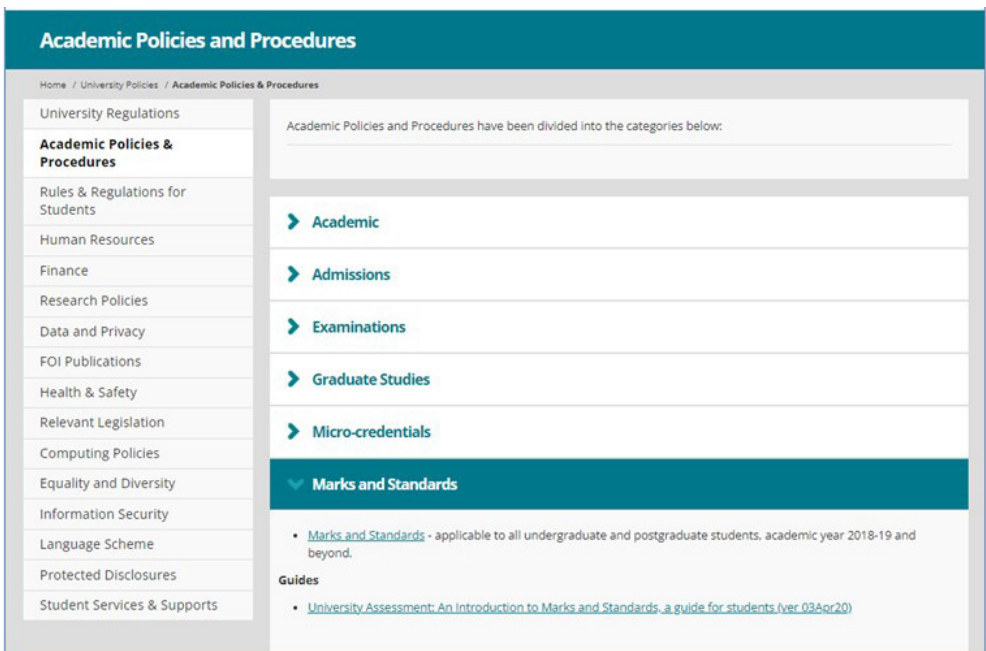 Academic Policies and Procedures
Home / University Policies / Academic Policies & Procedures
University Regulations
Academic Policies &
Procedures
Rules & Regulations for
Students
Human Resources
Finance
Research Policies
Data and Privacy
FOI Publications
Health & Safety
Relevant Legislation
Computing Policies
Equality and Diversity
Information Security
Language Scheme
Protected Disclosures
Student Services & Supports
Academic Policies and Procedures have been divided into the categories below:
Academic
Admissions
Examinations
Graduate Studies
Micro-credentials
Marks and Standards
• Marks and Standards - applicable to all undergraduate and postgraduate students, academic year 2018-19 and
beyond.
Guides
• University Assessment: An Introduction to Marks and Standards, a guide for students (ver 03Apr20)